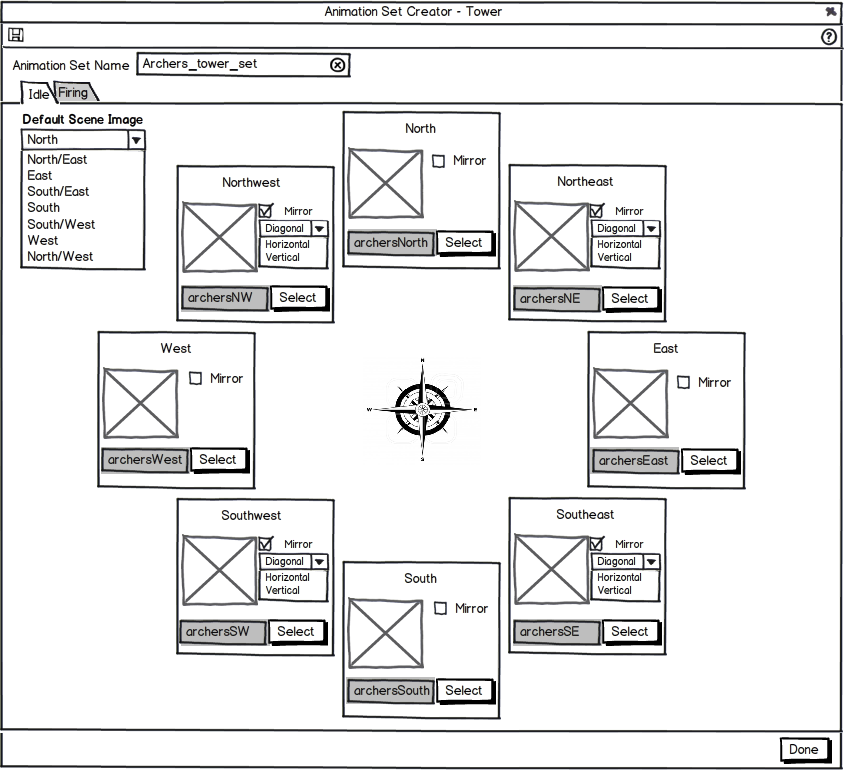 Animation Set Creator - Tower
Animation Set Name
Archers_tower_set
Idle
Firing
Default Scene Image
North
North/East
East
South/East
South
South/West
West
North/West
North
Mirror
archersNorth
Select
Northwest
Mirror
Diagonal
Horizontal
Vertical
archersNW
Select
Northeast
Mirror
Diagonal
Horizontal
Vertical
archersNE
Select
West
Mirror
archersWest
Select
N
W
E
S
East
Mirror
archersEast
Select
Southwest
Mirror
Diagonal
Horizontal
Vertical
archersSW
Select
South
Mirror
archersSouth
Select
Southeast
Mirror
Diagonal
Horizontal
Vertical
archersSE
Select
Done